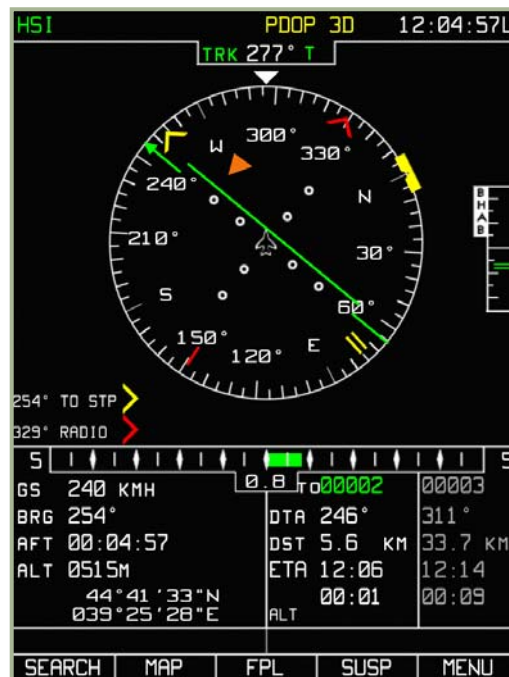 HSI PDOP 3D 12:04:57L
TRK 277° T
300°
330°
W
240°
N
210°
30°
S
60°
150°
120°
E
B
H
A
B
254° TO STP
329° RADIO
5 5
0.8
GS 240 KMH TO 00002 00003
BRG 254° DTA 246° 311°
AFT 00:04:57 DST 5.6 KM 33.7 KM
ALT 0515M ETA 12:06 12:14
44°41'33"N 00:01 00:09
039°25'28"E ALT
SEARCH MAP FPL SUSP MENU